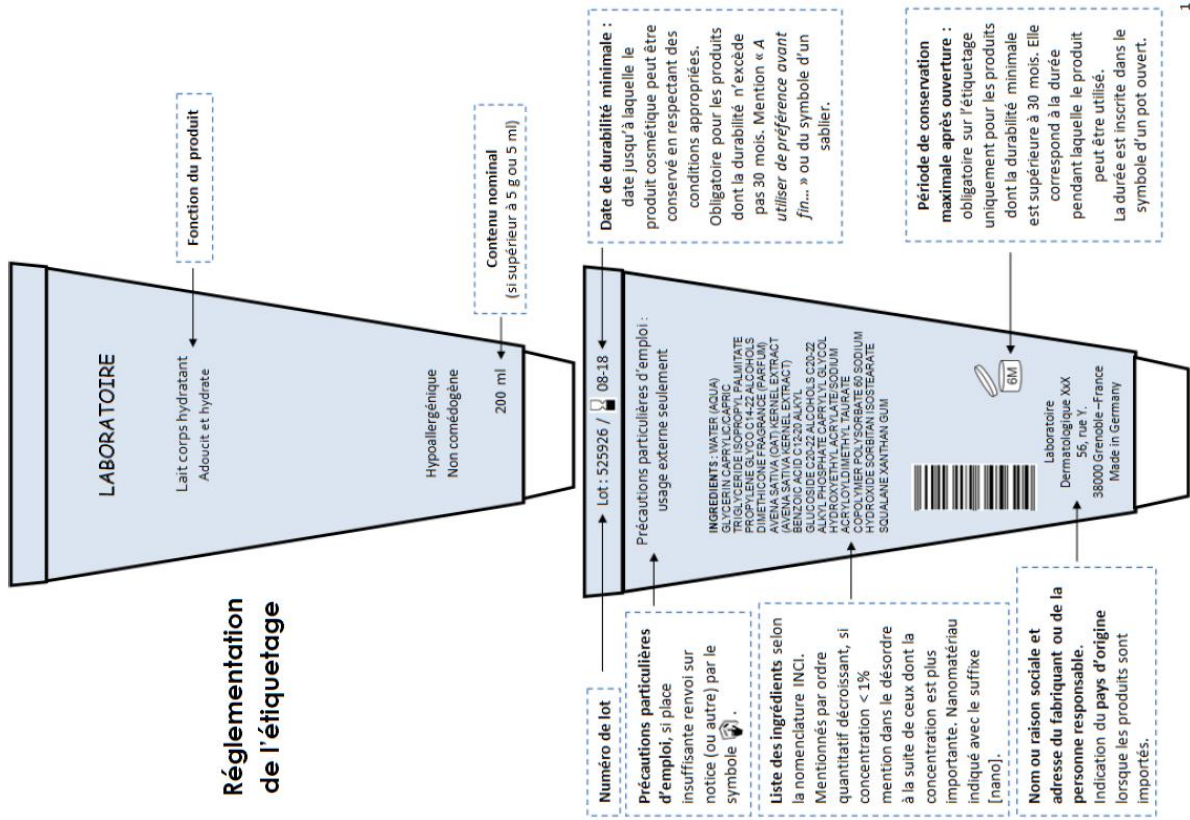 Réglementation
de l'étiquetage
LABORATOIRE
Lait corps hydratant
Adoucit et hydrate
Hypoallergénique
Non comédogène
200 ml
Fonction du produit
Contenu nominal
(si supérieur à 5 g ou 5 ml)
Numéro de lot
Précautions particulières
d'emploi, si place
insuffisante renvoi sur
notice (ou autre) par le
symbole .
Liste des ingrédients selon
la nomenclature INCI.
Mentionnés par ordre
quantitatif décroissant, si
concentration < 1%
mention dans le désordre
à la suite de ceux dont la
concentration est plus
importante. Nanomatériau
indiqué avec le suffixe
[nano].
Nom ou raison sociale et
adresse du fabriquant ou de la
personne responsable.
Indication du pays d'origine
lorsque les produits sont
importés.
Lot : 525926 / 08-18
Précautions particulières d'emploi :
usage externe seulement
INGREDIENTS : WATER (AQUA)
GLYCERIN CAPRYLIC/CAPRIC
TRIGLYCERIDE ISOPROPYL PALMITATE
PROPYLENE GLYCO C14-22 ALCOHOLS
DIMETHICONE FRAGRANCE (PARFUM)
AVENA SATIVA (OAT) KERNEL EXTRACT
(AVENA SATIVA KERNEL EXTRACT)
BENZOIC ACID C12-20 ALKYL
GLUCOSIDE C20-22 ALCOHOLS C20-22
ALKYL PHOSPHATE CAPRYLYL GLYCOL
HYDROXYETHYL ACRYLATE/SODIUM
ACRYLOYLDIMETHYL TAURATE
COPOLYMER POLYSORBATE 60 SODIUM
HYDROXIDE SORBITAN ISOSTEARATE
SQUALANE XANTHAN GUM
6M
Laboratoire
Dermatologique XxX
56, rue Y.
38000 Grenoble –France
Made in Germany
Date de durabilité minimale :
date jusqu'à laquelle le
produit cosmétique peut être
conservé en respectant des
conditions appropriées.
Obligatoire pour les produits
dont la durabilité n'excède
pas 30 mois. Mention « A
utiliser de préférence avant
fin... » ou du symbole d'un
sablier.
Période de conservation
maximale après ouverture :
obligatoire sur l'étiquetage
uniquement pour les produits
dont la durabilité minimale
est supérieure à 30 mois. Elle
correspond à la durée
pendant laquelle le produit
peut être utilisé.
La durée est inscrite dans le
symbole d'un pot ouvert.
1